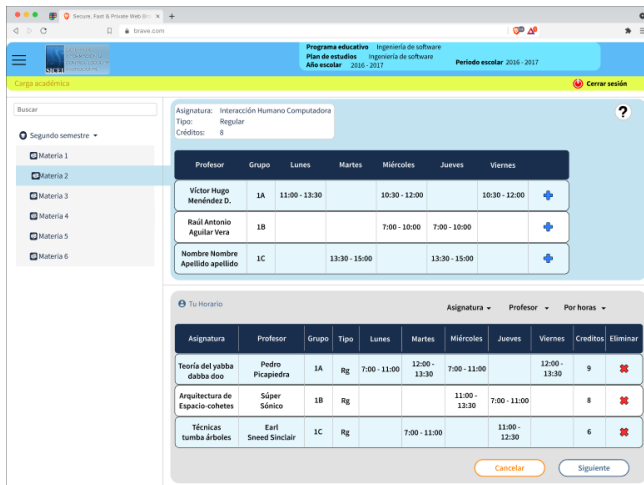 Secure, Fast & Private Web Bro
brave.com
SICEI
Programa educativo Ingeniería de software
Plan de estudios Ingeniería de software
Año escolar 2016 - 2017
Periodo escolar 2016 - 2017
Carga académica
Cerrar sesión
Buscar
Segundo semestre
Materia 1
Materia 2
Materia 3
Materia 4
Materia 5
Materia 6
Asignatura: Interacción Humano Computadora
Tipo: Regular
Créditos: 8
?
Profesor Grupo Lunes Martes Miércoles Jueves Viernes
Víctor Hugo Menéndez D. 1A 11:00 - 13:30 10:30 - 12:00 10:30 - 12:00
Raúl Antonio Aguilar Vera 1B 7:00 - 10:00 7:00 - 10:00
Nombre Nombre Apellido apellido 1C 13:30 - 15:00 13:30 - 15:00
Tu Horario
Asignatura Profesor Por horas
Asignatura Profesor Grupo Tipo Lunes Martes Miércoles Jueves Viernes Creditos Eliminar
Teoría del yabba dabba doo Pedro Picapiedra 1A Rg 7:00 - 11:00 12:00 - 13:30 7:00 - 11:00 12:00 - 13:30 9
Arquitectura de Espacio-cohetes Súper Sónico 1B Rg 11:00 - 13:30 7:00 - 11:00 8
Técnicas tumba árboles Earl Sneed Sinclair 1C Rg 7:00 - 11:00 11:00 - 12:30 6
Cancelar
Siguiente